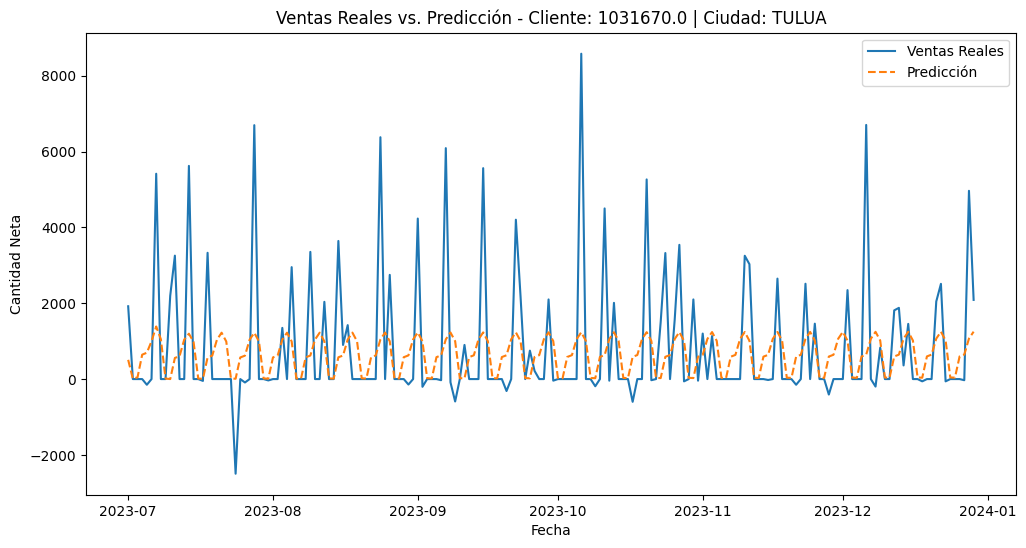 Ventas Reales vs. Predicción - Cliente: 1031670.0 | Ciudad: TULUA
Ventas Reales
Predicción
8000
6000
4000
2000
0
−2000
Cantidad Neta
2023-07
2023-08
2023-09
2023-10
2023-11
2023-12
2024-01
Fecha